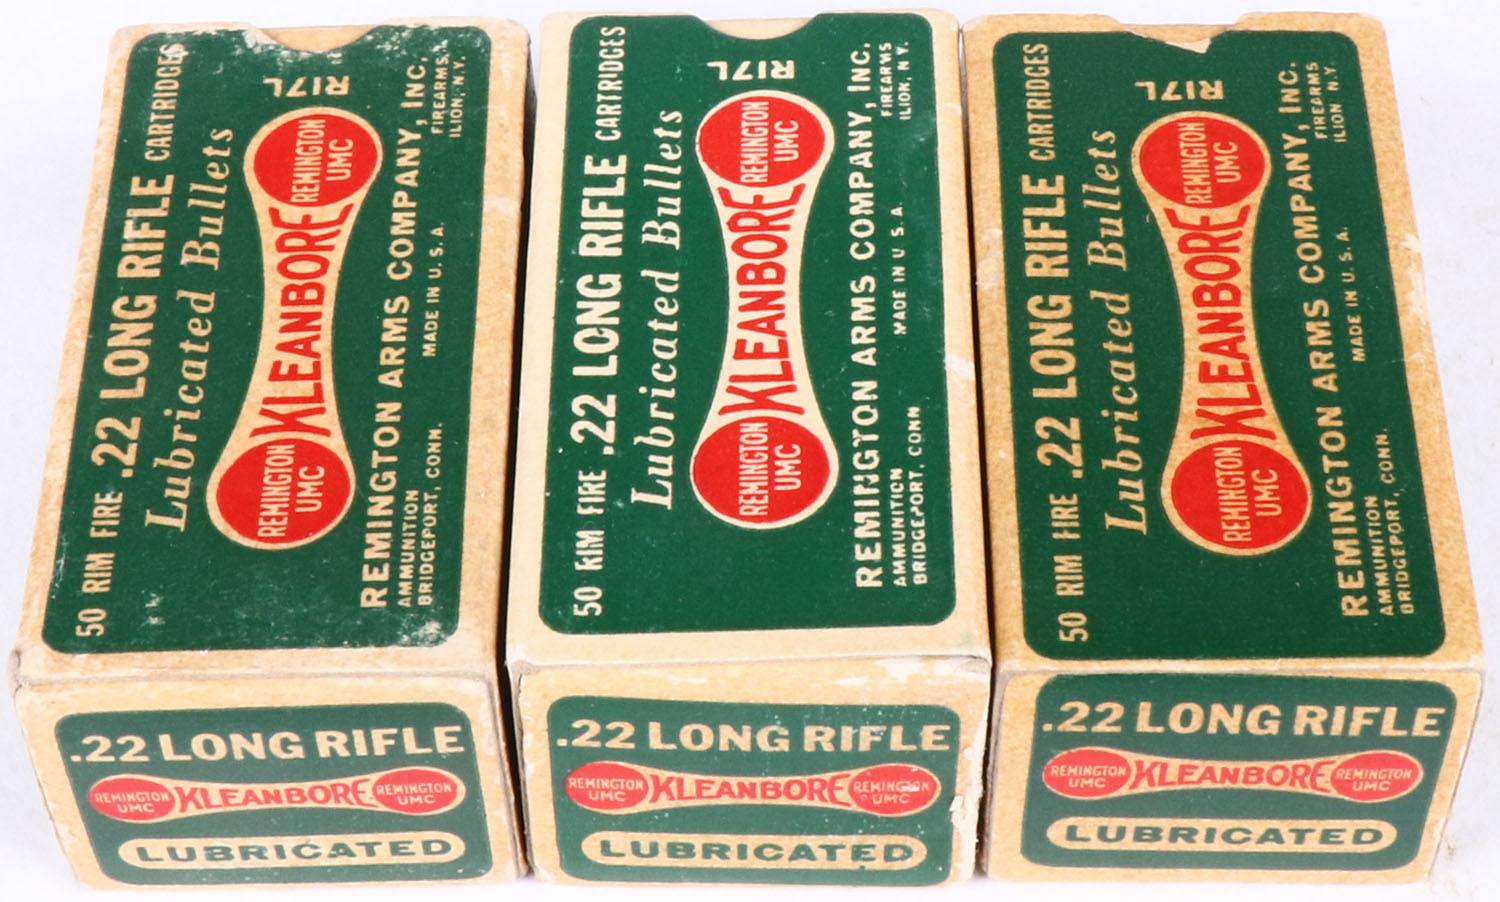 50 RIM FIRE .22 LONG RIFLE CARTRIDGES
Lubricated Bullets
R17L
REMINGTON
UMC
KLEANBORE
REMINGTON
UMC
REMINGTON ARMS COMPANY, INC.
AMMUNITION
BRIDGEPORT, CONN.
MADE IN U.S.A.
FIREARMS
ILION, N.Y.
.22 LONG RIFLE
REMINGTON
UMC
KLEANBORE
REMINGTON
UMC
LUBRICATED
50 RIM FIRE .22 LONG RIFLE CARTRIDGES
Lubricated Bullets
R17L
REMINGTON
UMC
KLEANBORE
REMINGTON
UMC
REMINGTON ARMS COMPANY, INC.
AMMUNITION
BRIDGEPORT, CONN
MADE IN U.S.A.
FIREARMS
ILION, N.Y.
.22 LONG RIFLE
REMINGTON
UMC
KLEANBORE
REMINGTON
UMC
LUBRICATED
50 RIM FIRE .22 LONG RIFLE CARTRIDGES
Lubricated Bullets
R17L
REMINGTON
UMC
KLEANBORE
REMINGTON
UMC
REMINGTON ARMS COMPANY, INC.
AMMUNITION
BRIDGEPORT, CONN.
MADE IN U.S.A.
FIREARMS
ILION N.Y.
.22 LONG RIFLE
REMINGTON
UMC
KLEANBORE
REMINGTON
UMC
LUBRICATED